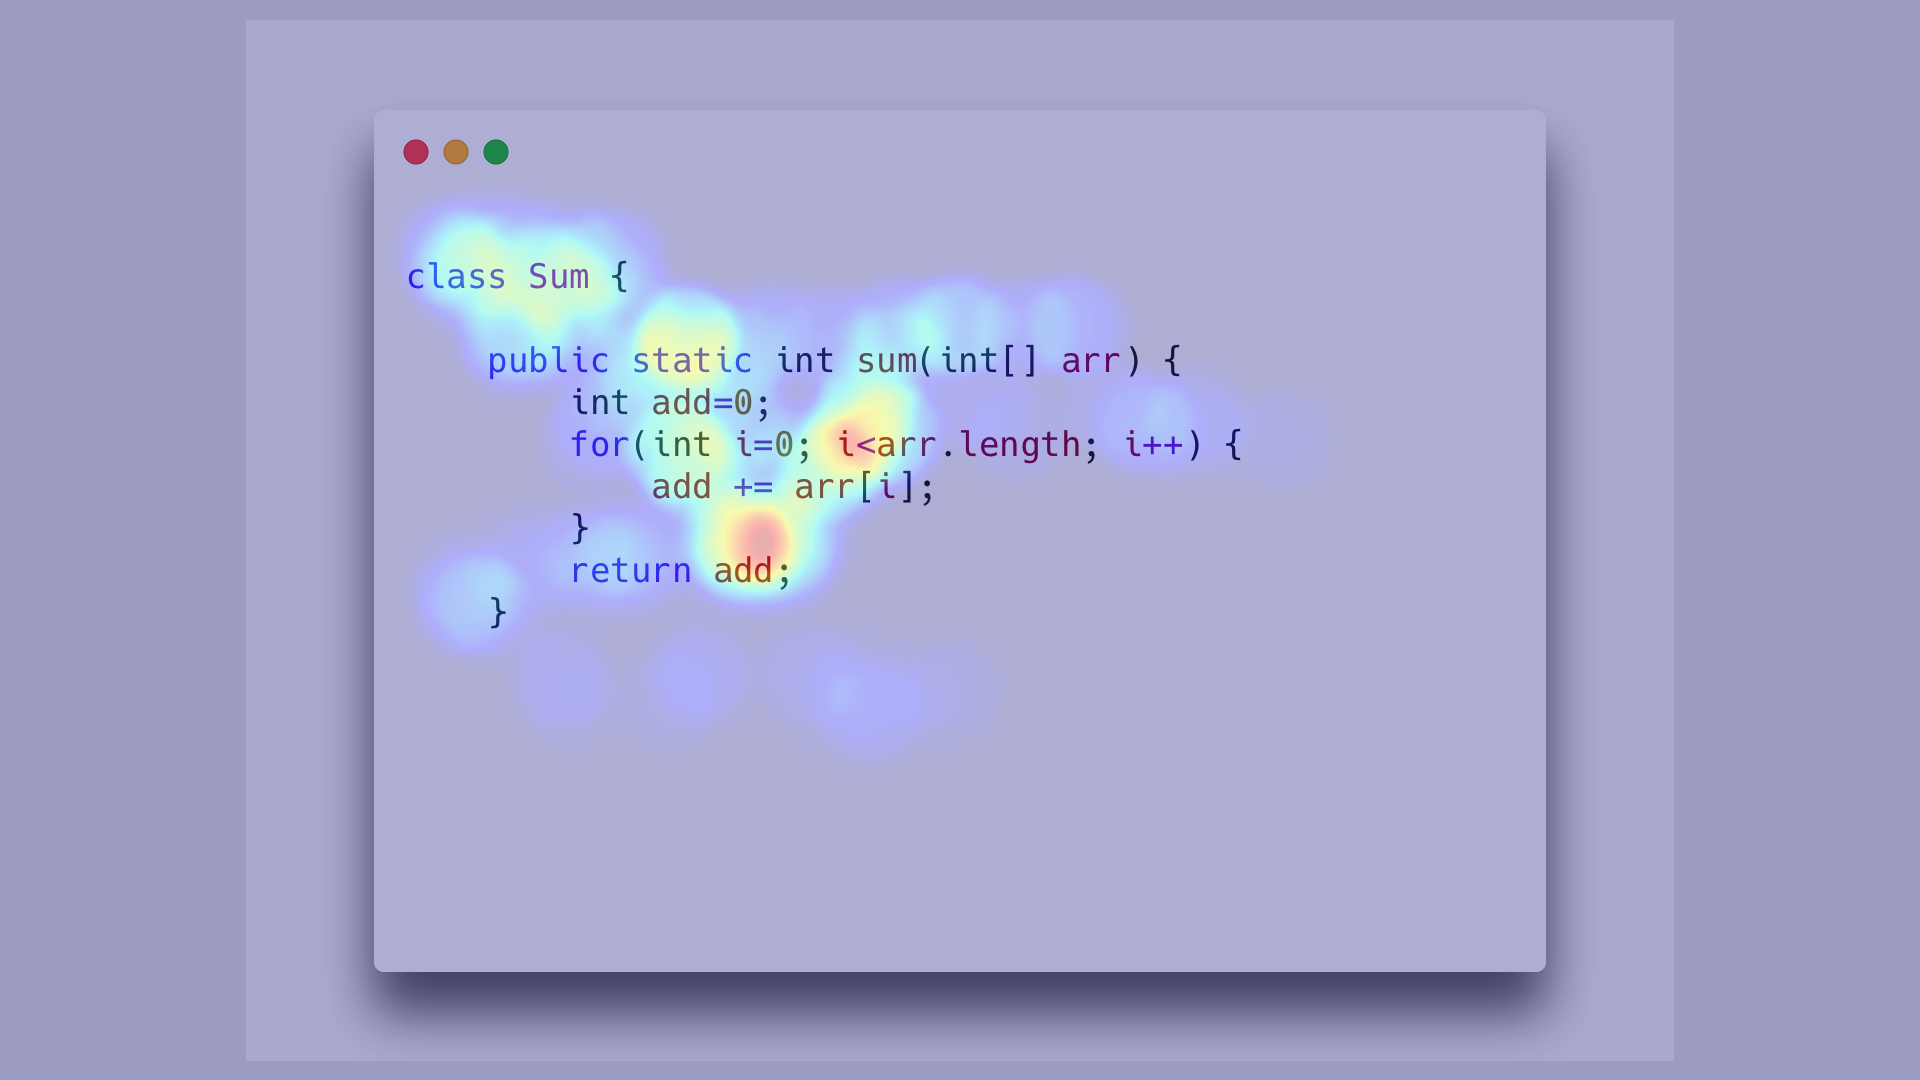 class Sum {
public static int sum(int[] arr) {
int add=0;
for(int i=0; i<arr.length; i++) {
add += arr[i];
}
return add;
}